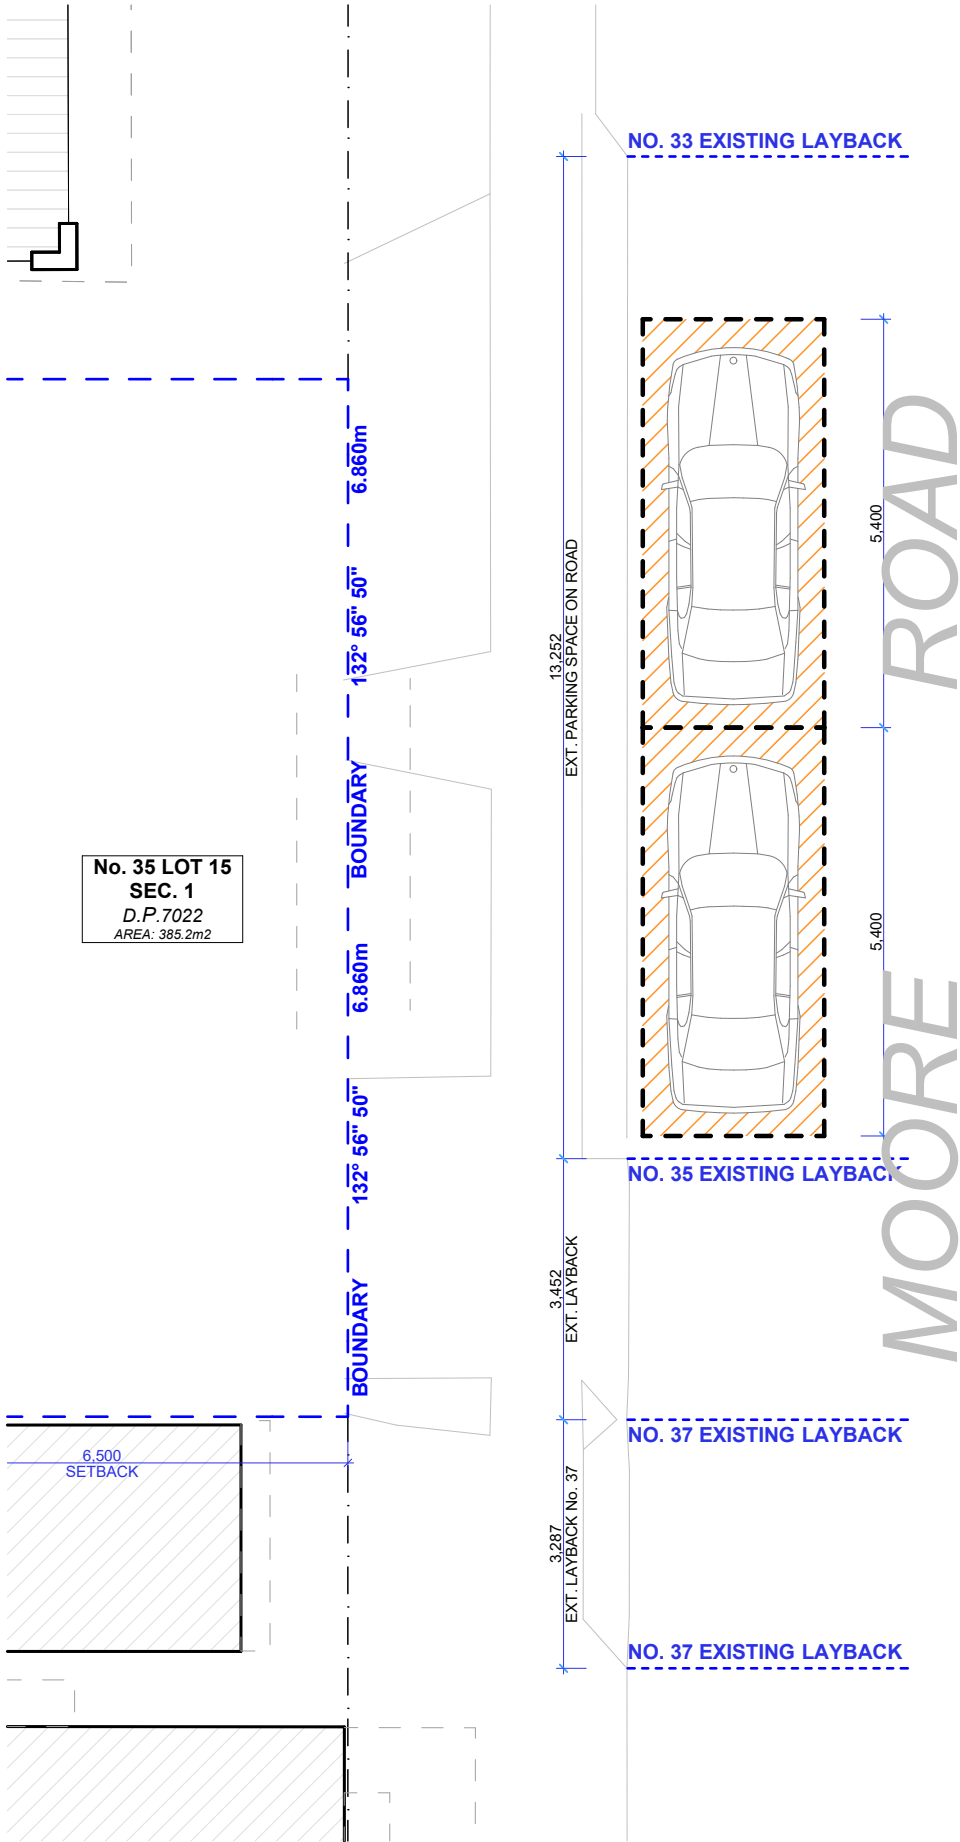 NO. 33 EXISTING LAYBACK
6.860m
132° 56" 50"
BOUNDARY
13,252
EXT. PARKING SPACE ON ROAD
5,400
ROAD
No. 35 LOT 15
SEC. 1
D.P.7022
AREA: 385.2m2
6.860m
132° 56" 50"
BOUNDARY
5,400
MOORE
NO. 35 EXISTING LAYBACK
3,452
EXT. LAYBACK
NO. 37 EXISTING LAYBACK
6,500
SETBACK
3,287
EXT. LAYBACK No. 37
NO. 37 EXISTING LAYBACK